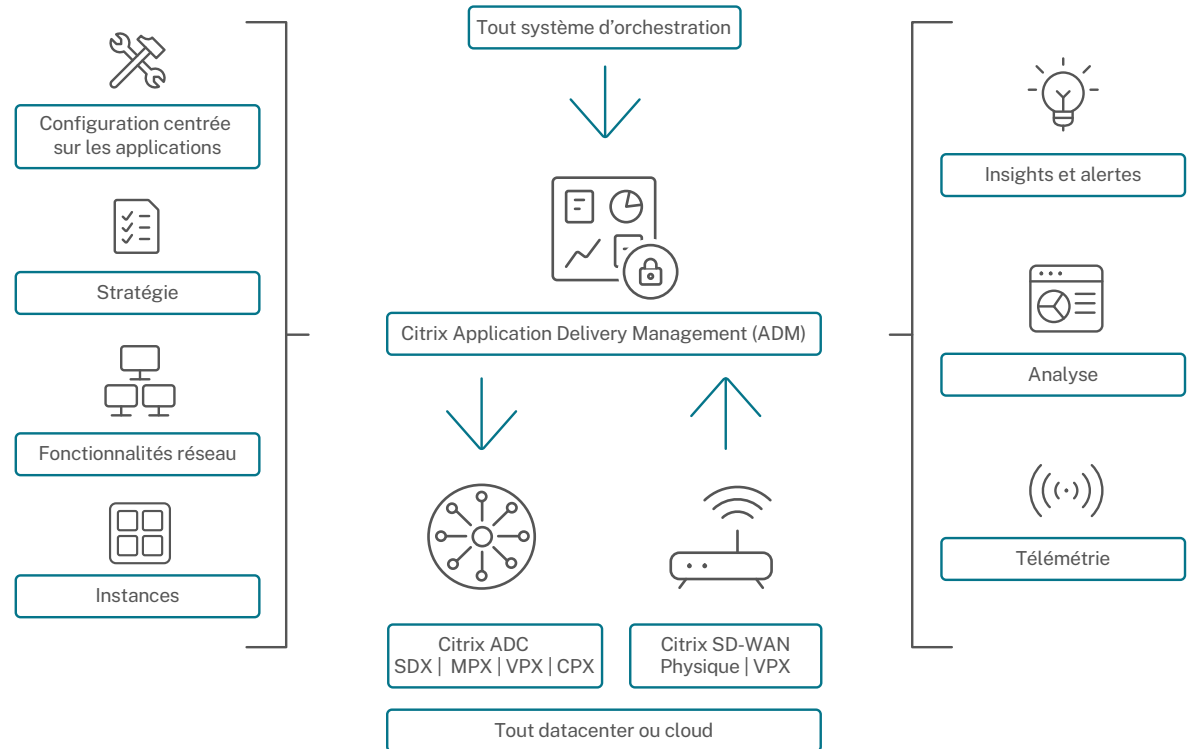 Tout système d’orchestration
Configuration centrée
sur les applications
Stratégie
Fonctionnalités réseau
Instances
Citrix Application Delivery Management (ADM)
Citrix ADC
SDX | MPX | VPX | CPX
Citrix SD-WAN
Physique | VPX
Tout datacenter ou cloud
Insights et alertes
Analyse
Télémétrie